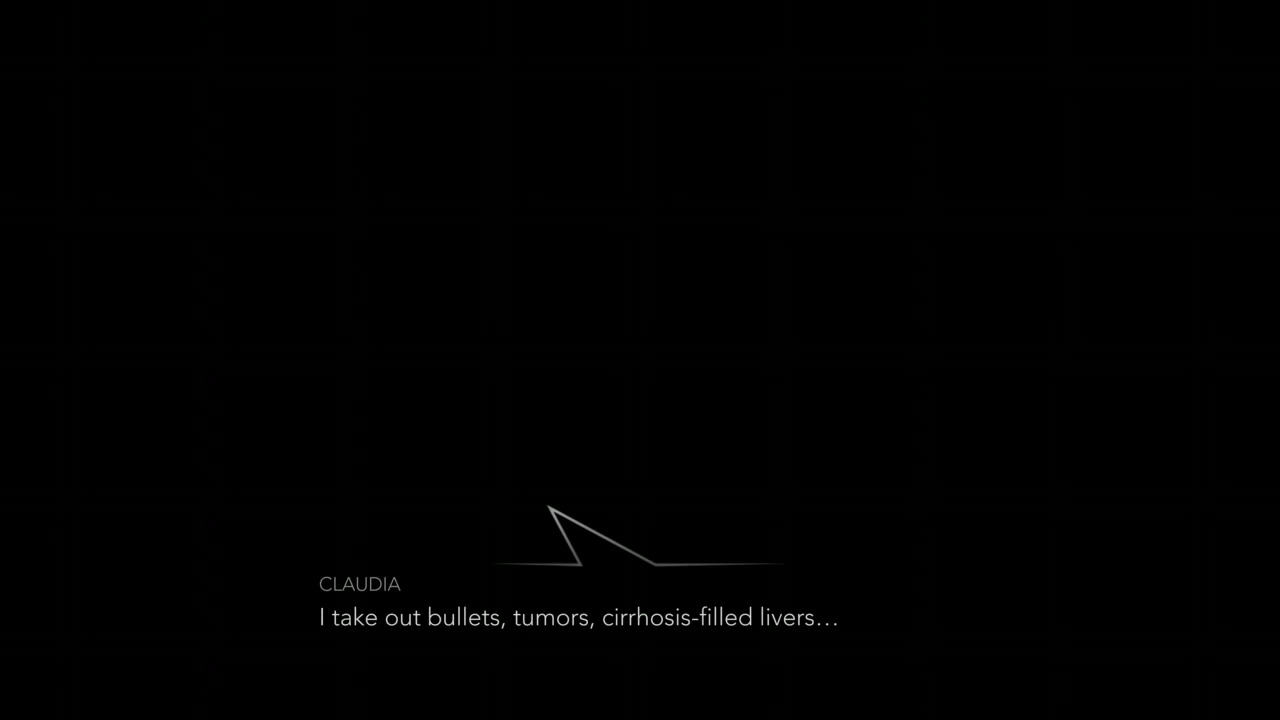 CLAUDIA
I take out bullets, tumors, cirrhosis-filled livers…